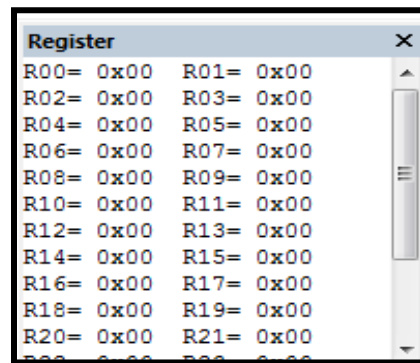 Register
R00= 0x00 R01= 0x00
R02= 0x00 R03= 0x00
R04= 0x00 R05= 0x00
R06= 0x00 R07= 0x00
R08= 0x00 R09= 0x00
R10= 0x00 R11= 0x00
R12= 0x00 R13= 0x00
R14= 0x00 R15= 0x00
R16= 0x00 R17= 0x00
R18= 0x00 R19= 0x00
R20= 0x00 R21= 0x00